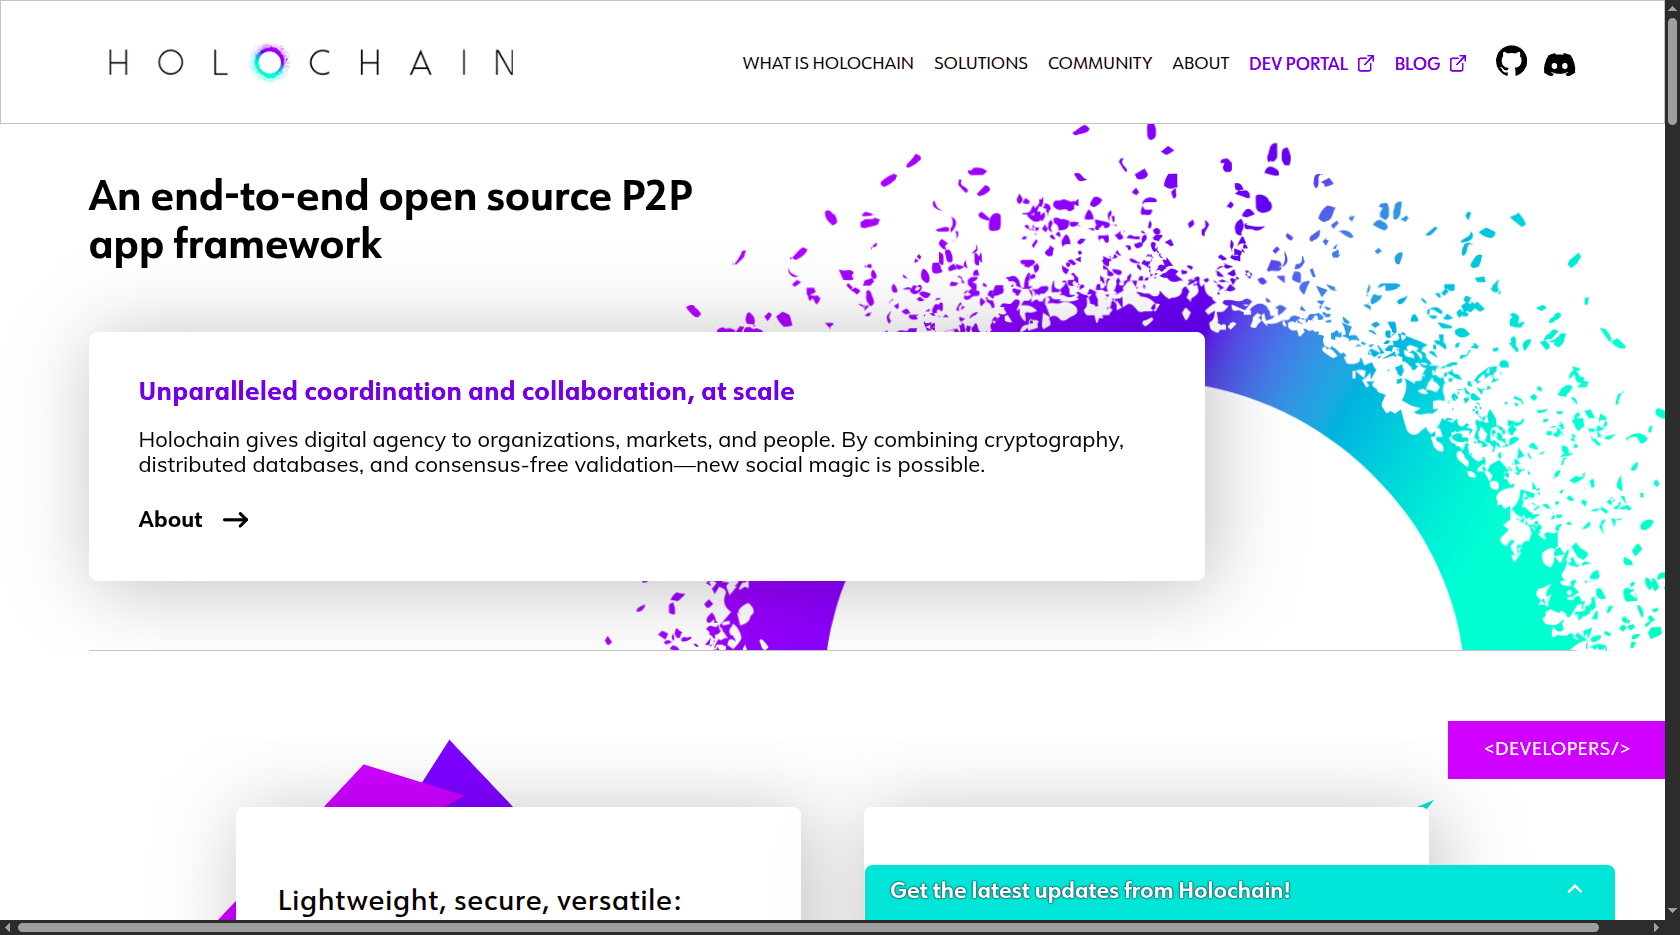 HOLOCHAIN
WHAT IS HOLOCHAIN SOLUTIONS COMMUNITY ABOUT DEV PORTAL BLOG
An end-to-end open source P2P
app framework
Unparalleled coordination and collaboration, at scale
Holochain gives digital agency to organizations, markets, and people. By combining cryptography,
distributed databases, and consensus-free validation—new social magic is possible.
About
<DEVELOPERS/>
Lightweight, secure, versatile:
Get the latest updates from Holochain!